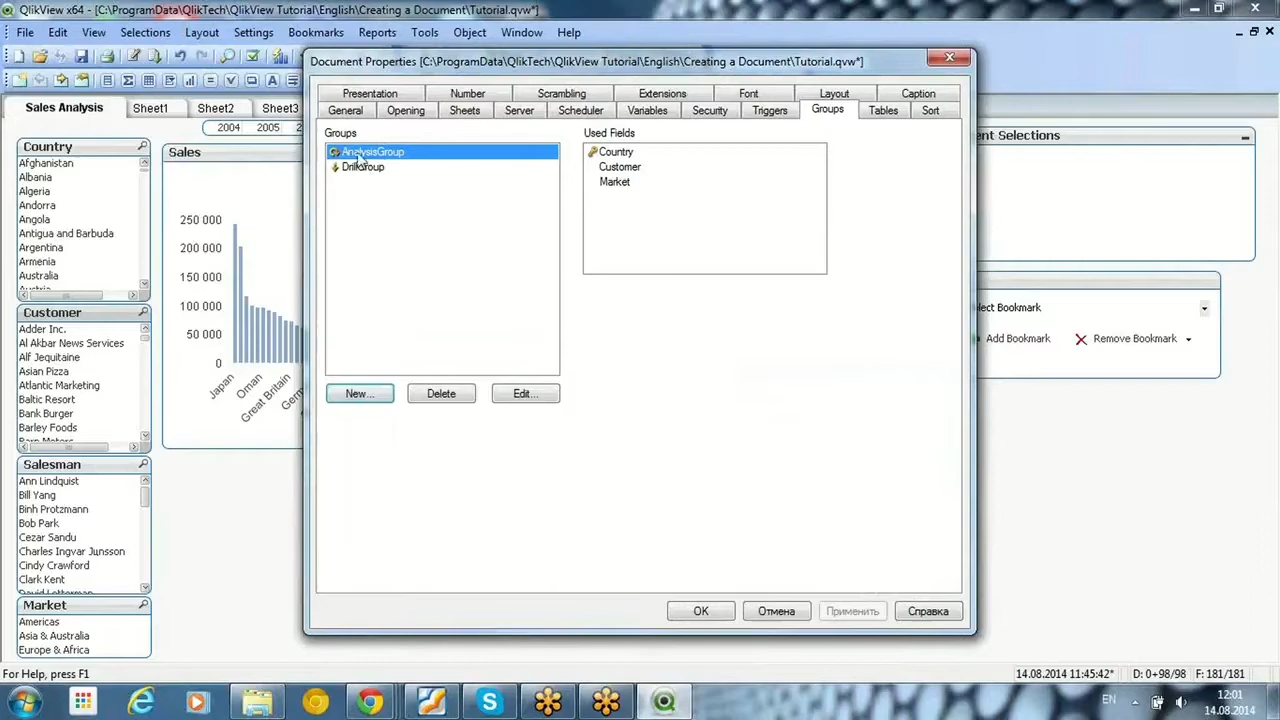 QlikView x64 - [C:\ProgramData\QlikTech\QlikView Tutorial\English\Creating a Document\Tutorial.qvw*]
File Edit View Selections Layout Settings Bookmarks Reports Tools Object Window Help
Clear
Sales Analysis Sheet1 Sheet2 Sheet3
2004 2005
Country
Afghanistan
Albania
Algeria
Andorra
Angola
Antigua and Barbuda
Argentina
Armenia
Australia
Austria
Customer
Adder Inc.
Al Akbar News Services
Alf Jequitaine
Asian Pizza
Atlantic Marketing
Baltic Resort
Bank Burger
Barley Foods
Barn Motors
Salesman
Ann Lindquist
Bill Yang
Binh Protzmann
Bob Park
Cezar Sandu
Charles Ingvar Jönsson
Cindy Crawford
Clark Kent
David Letterman
Market
Americas
Asia & Australia
Europe & Africa
Sales
250 000
200 000
150 000
100 000
50 000
0
Japan
Oman
Great Britain
Document Properties [C:\ProgramData\QlikTech\QlikView Tutorial\English\Creating a Document\Tutorial.qvw*]
Presentation Number Scrambling Extensions Font Layout Caption
General Opening Sheets Server Scheduler Variables Security Triggers Groups Tables Sort
Groups
AnalysisGroup
DrillGroup
New... Delete Edit...
Used Fields
Country
Customer
Market
OK Отмена Применить Справка
ent Selections
lect Bookmark
Add Bookmark Remove Bookmark
For Help, press F1
14.08.2014 11:45:42* D: 0+98/98 F: 181/181
EN
12:01
14.08.2014